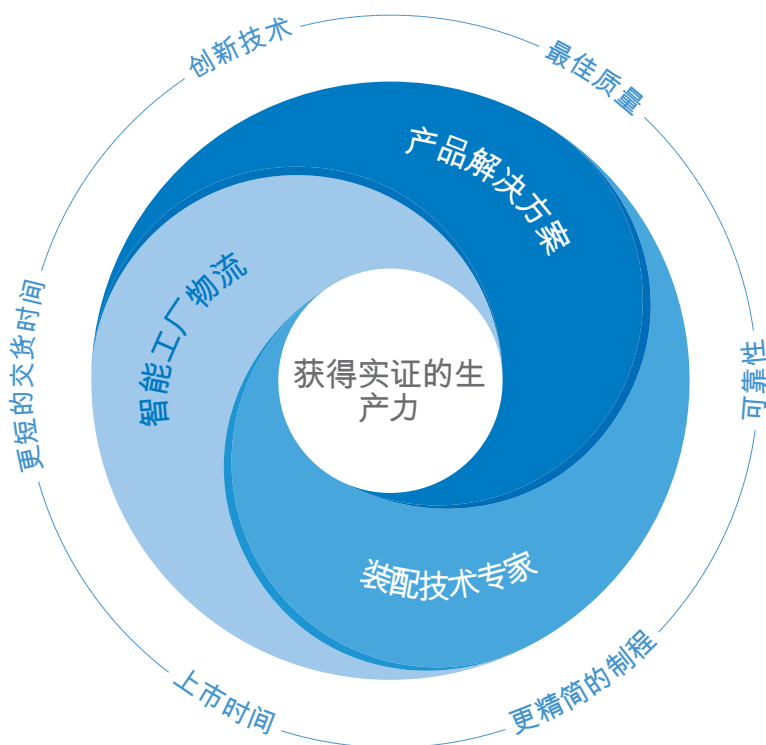 创新技术
最佳质量
产品解决方案
智能工厂物流
更短的交货时间
获得实证的生
产力
可靠性
装配技术专家
上市时间
更精简的制程